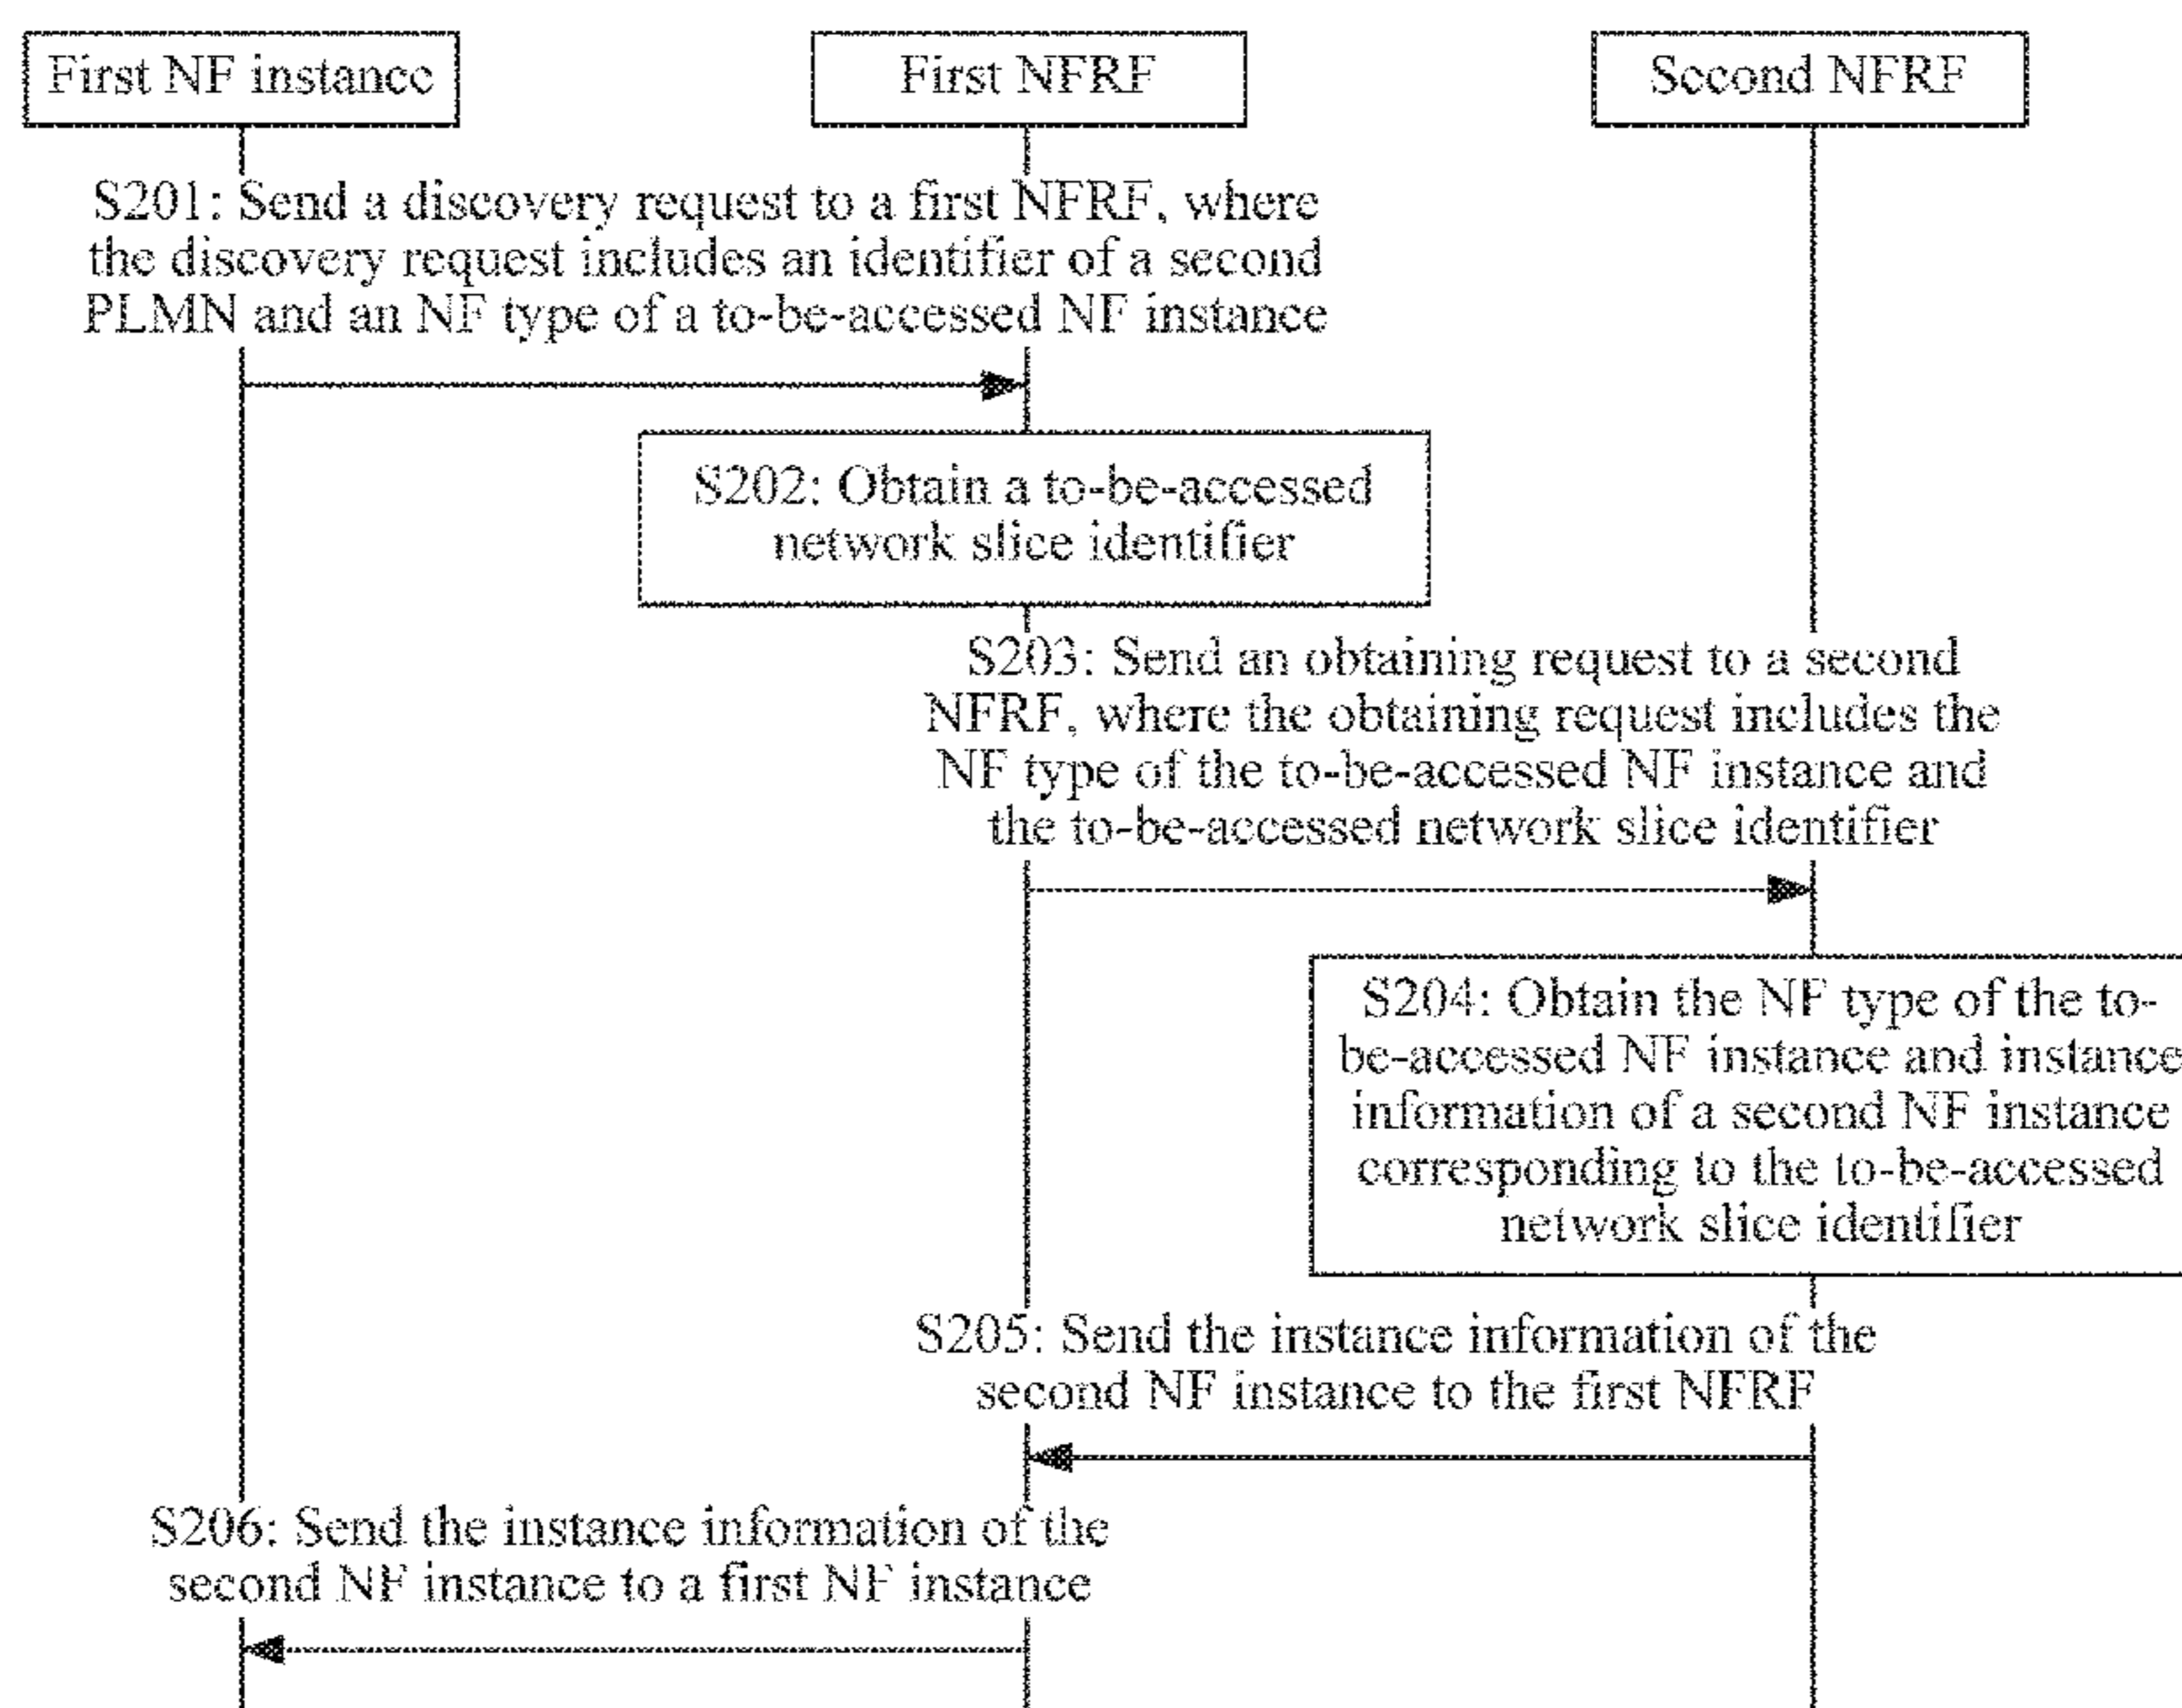 First NF instance
First NFRF
Second NFRF
S201: Send a discovery request to a first NFRF, where
the discovery request includes an identifier of a second
PLMN and an NF type of a to-be-accessed NF instance
S202: Obtain a to-be-accessed
network slice identifier
S203: Send an obtaining request to a second
NFRF, where the obtaining request includes the
NF type of the to-be-accessed NF instance and
the to-be-accessed network slice identifier
S204: Obtain the NF type of the to-
be-accessed NF instance and instance
information of a second NF instance
corresponding to the to-be-accessed
network slice identifier
S205: Send the instance information of the
second NF instance to the first NFRF
S206: Send the instance information of the
second NF instance to a first NF instance